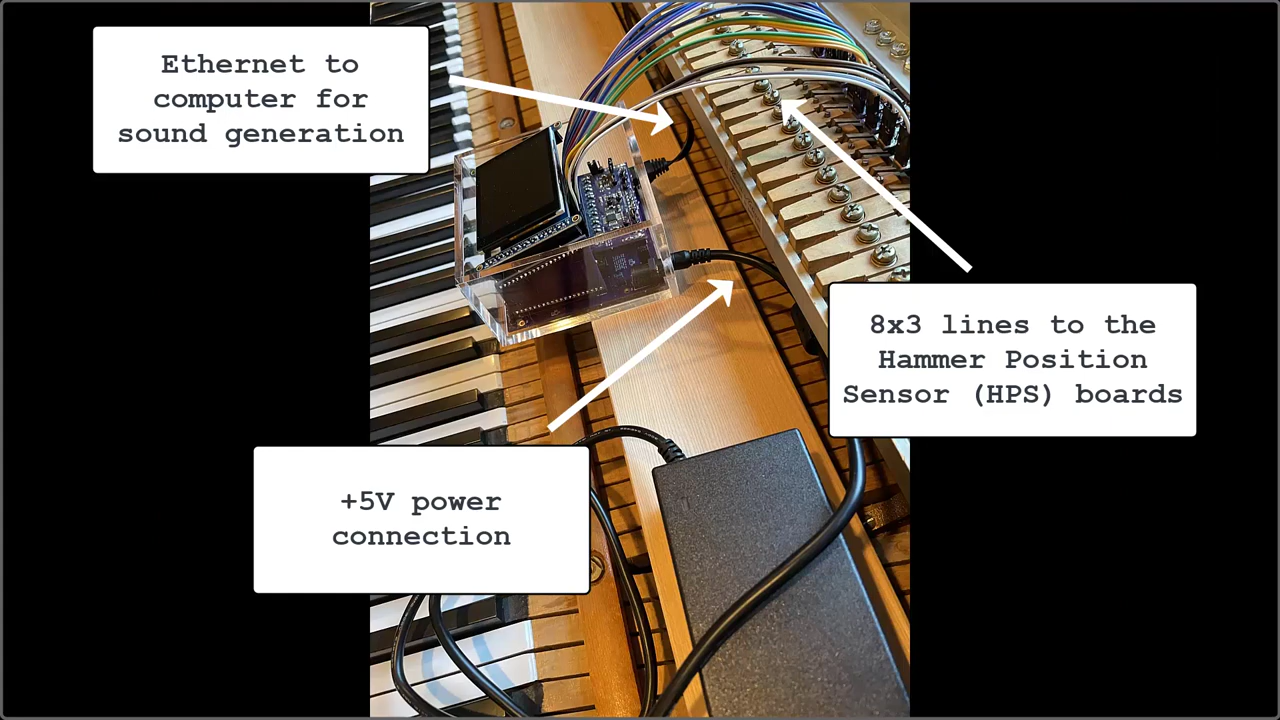 Ethernet to
computer for
sound generation
8x3 lines to the
Hammer Position
Sensor (HPS) boards
+5V power
connection